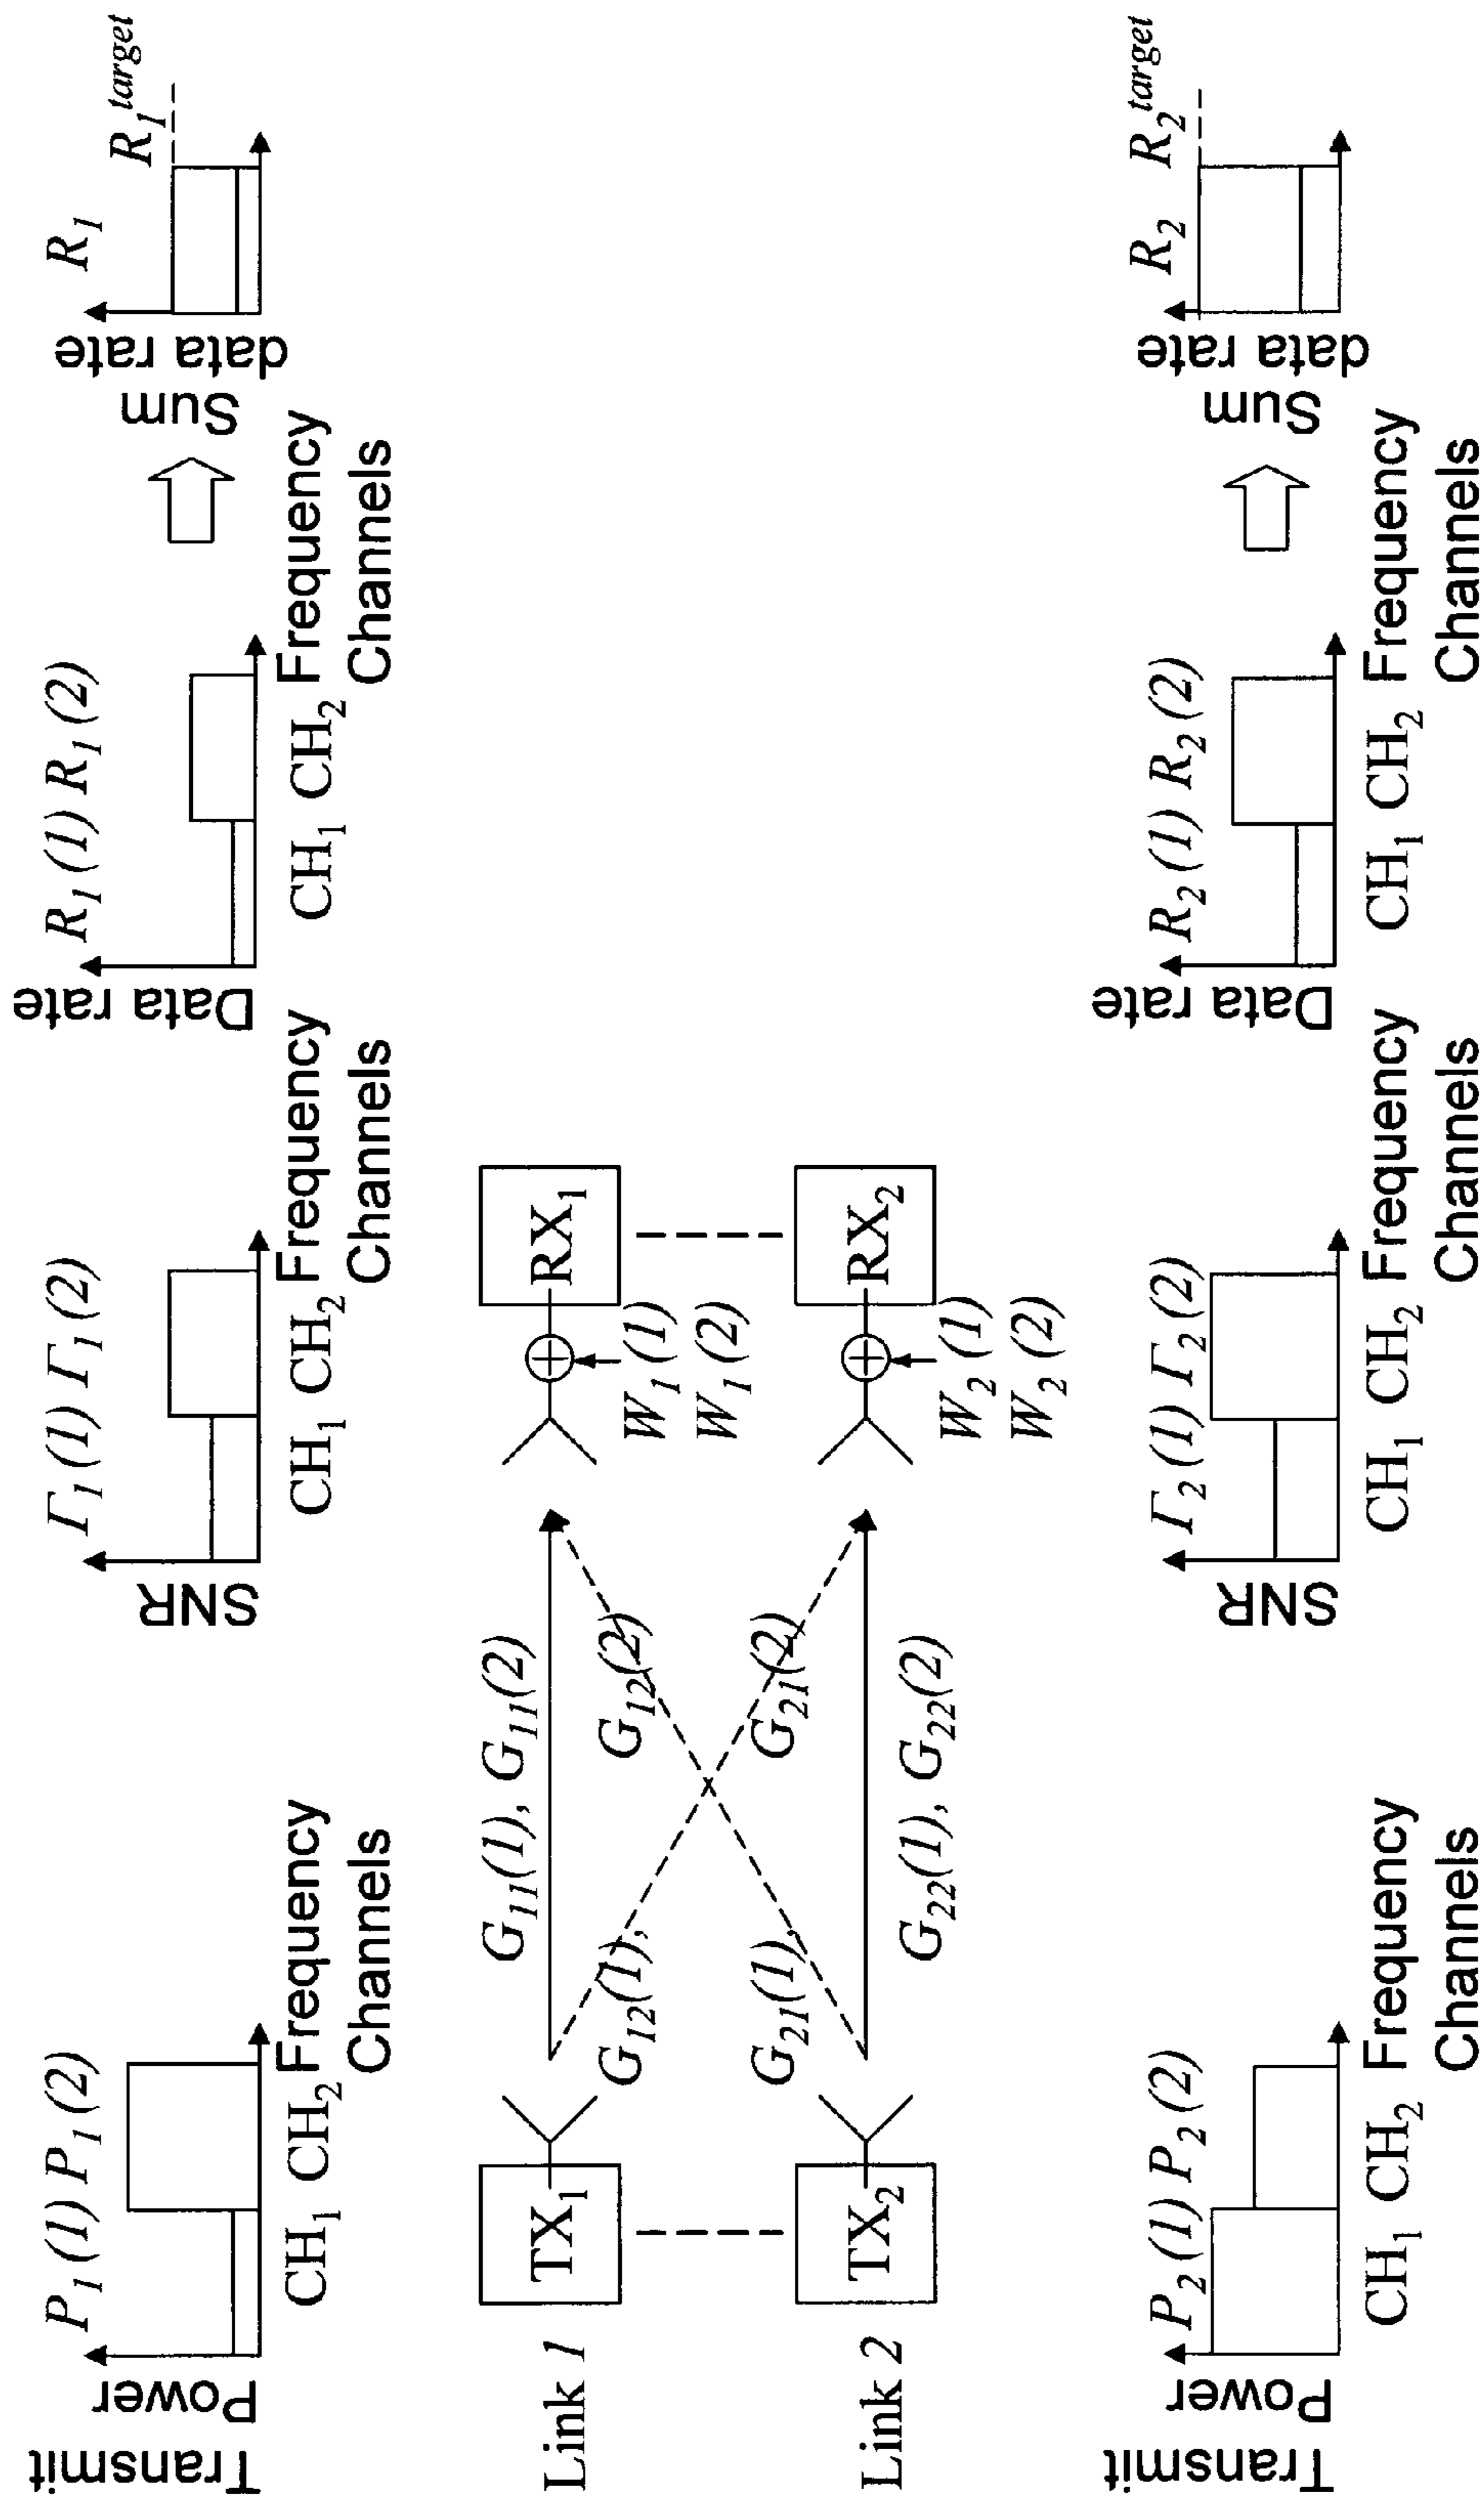 Transmit
Power
P1(1) P1(2)
CH1 CH2
Frequency
Channels
SNR
Γ1(1) Γ1(2)
CH1 CH2
Frequency
Channels
Data rate
R1(1) R1(2)
CH1 CH2
Frequency
Channels
Sum
data rate
R1
R1 target
Link 1
TX1
G11(1), G11(2)
G12(1), G12(2)
RX1
W1(1)
W1(2)
Link 2
TX2
G21(1), G21(2)
G22(1), G22(2)
RX2
W2(1)
W2(2)
Transmit
Power
P2(1) P2(2)
CH1 CH2
Frequency
Channels
SNR
Γ2(1) Γ2(2)
CH1 CH2
Frequency
Channels
Data rate
R2(1) R2(2)
CH1 CH2
Frequency
Channels
Sum
data rate
R2
R2 target